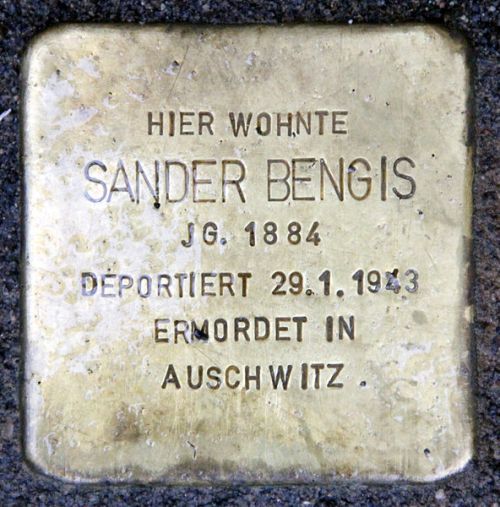 HIER WOHNTE
SANDER BENGIS
JG. 1884
DEPORTIERT 29.1.1943
ERMORDET IN
AUSCHWITZ